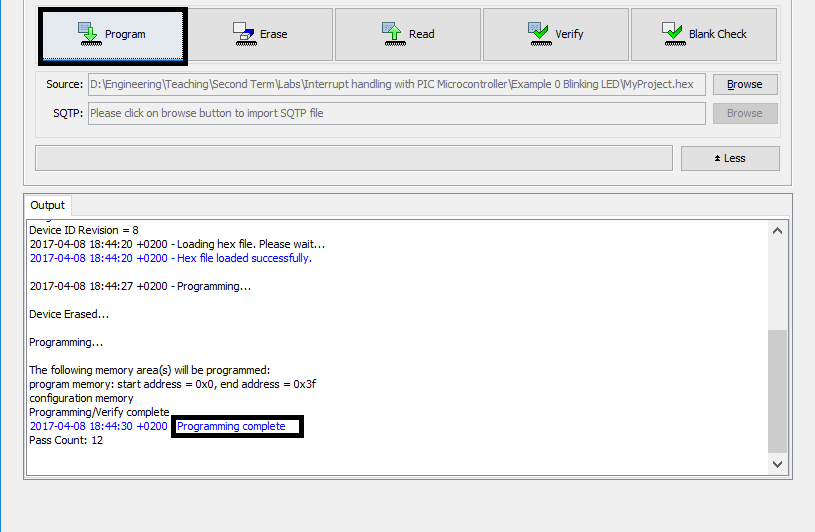 Program
Erase
Read
Verify
Blank Check
Source: D:\Engineering\Teaching\Second Term\Labs\Interrupt handling with PIC Microcontroller\Example 0 Blinking LED\MyProject.hex Browse
SQTP: Please click on browse button to import SQTP file Browse
Less
Output
Device ID Revision = 8
2017-04-08 18:44:20 +0200 - Loading hex file. Please wait...
2017-04-08 18:44:20 +0200 - Hex file loaded successfully.
2017-04-08 18:44:27 +0200 - Programming...
Device Erased...
Programming...
The following memory area(s) will be programmed:
program memory: start address = 0x0, end address = 0x3f
configuration memory
Programming/Verify complete
2017-04-08 18:44:30 +0200 Programming complete
Pass Count: 12